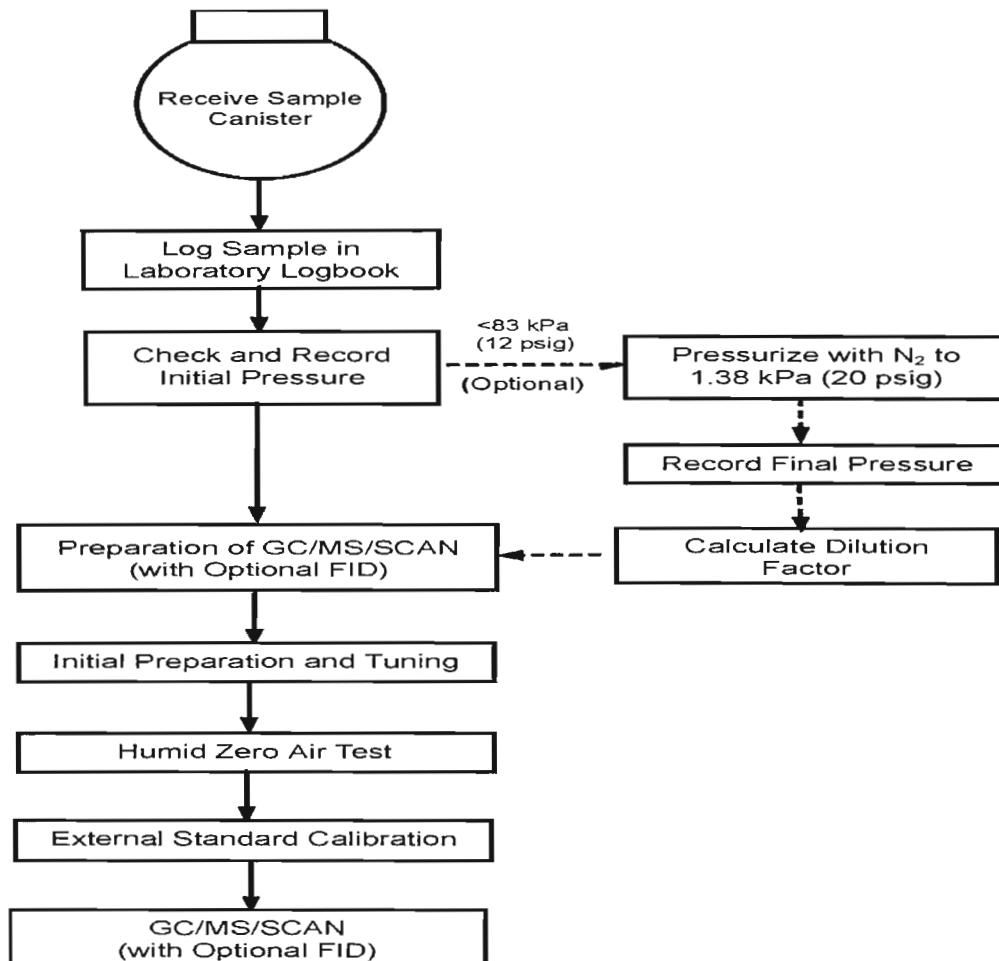 Receive Sample
Canister
Log Sample in
Laboratory Logbook
Check and Record
Initial Pressure
<83 kPa
(12 psig)
(Optional)
Pressurize with N₂ to
1.38 kPa (20 psig)
Record Final Pressure
Calculate Dilution
Factor
Preparation of GC/MS/SCAN
(with Optional FID)
Initial Preparation and Tuning
Humid Zero Air Test
External Standard Calibration
GC/MS/SCAN
(with Optional FID)